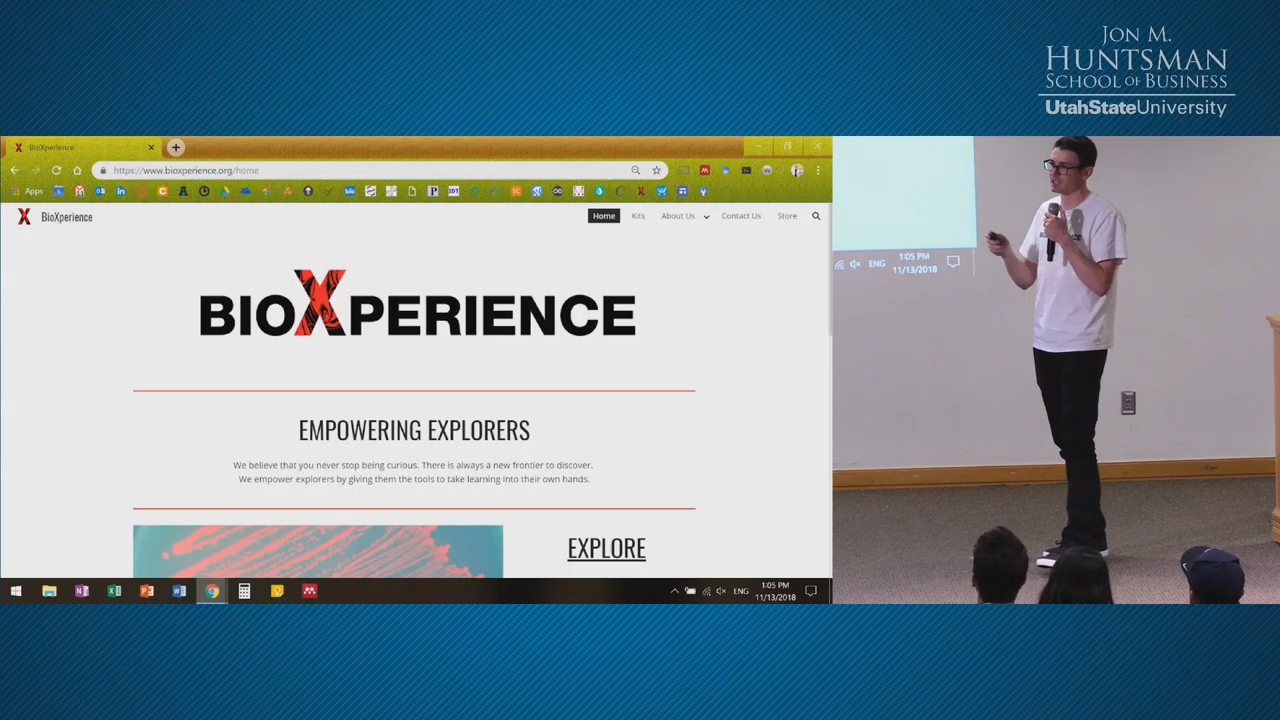 JON M.
HUNTSMAN
SCHOOL OF BUSINESS
UtahStateUniversity
BioXperience
https://www.bioxperience.org/home
Apps
BioXperience
Home
Kits
About Us
Contact Us
Store
BIOXPERIENCE
EMPOWERING EXPLORERS
We believe that you never stop being curious. There is always a new frontier to discover.
We empower explorers by giving them the tools to take learning into their own hands.
EXPLORE
ENG
1:05 PM
11/13/2018
ENG
1:05 PM
11/13/2018